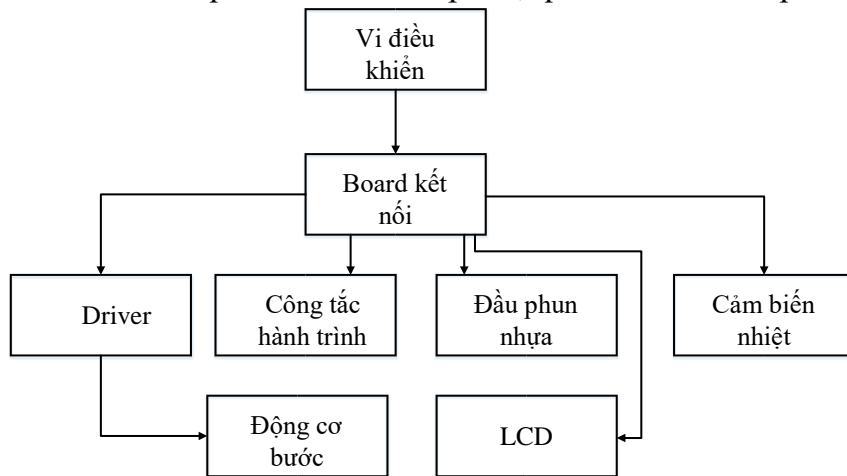 Vi điều
khiển
Board kết
nối
Driver
Công tắc
hành trình
Đầu phun
nhựa
Cảm biến
nhiệt
Động cơ
bước
LCD